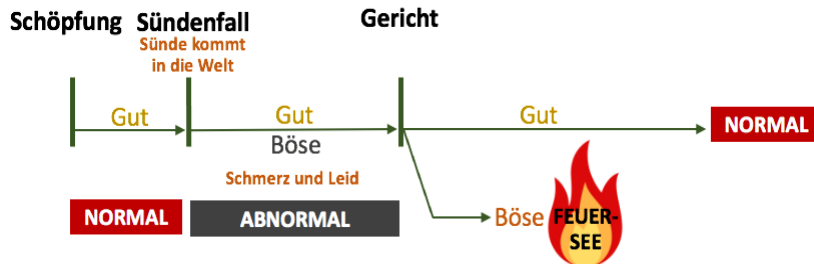 Schöpfung
Sündenfall
Gericht
Sünde kommt
in die Welt
Gut
Gut
Gut
Böse
NORMAL
Schmerz und Leid
NORMAL
ABNORMAL
Böse
FEUER-
SEE